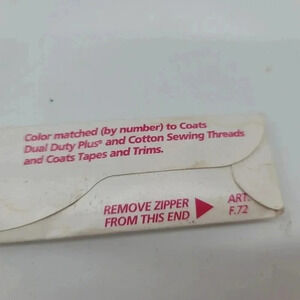 Color matched (by number) to Coats
Dual Duty Plus® and Cotton Sewing Threads
and Coats Tapes and Trims.
REMOVE ZIPPER
FROM THIS END
ART.
F.72